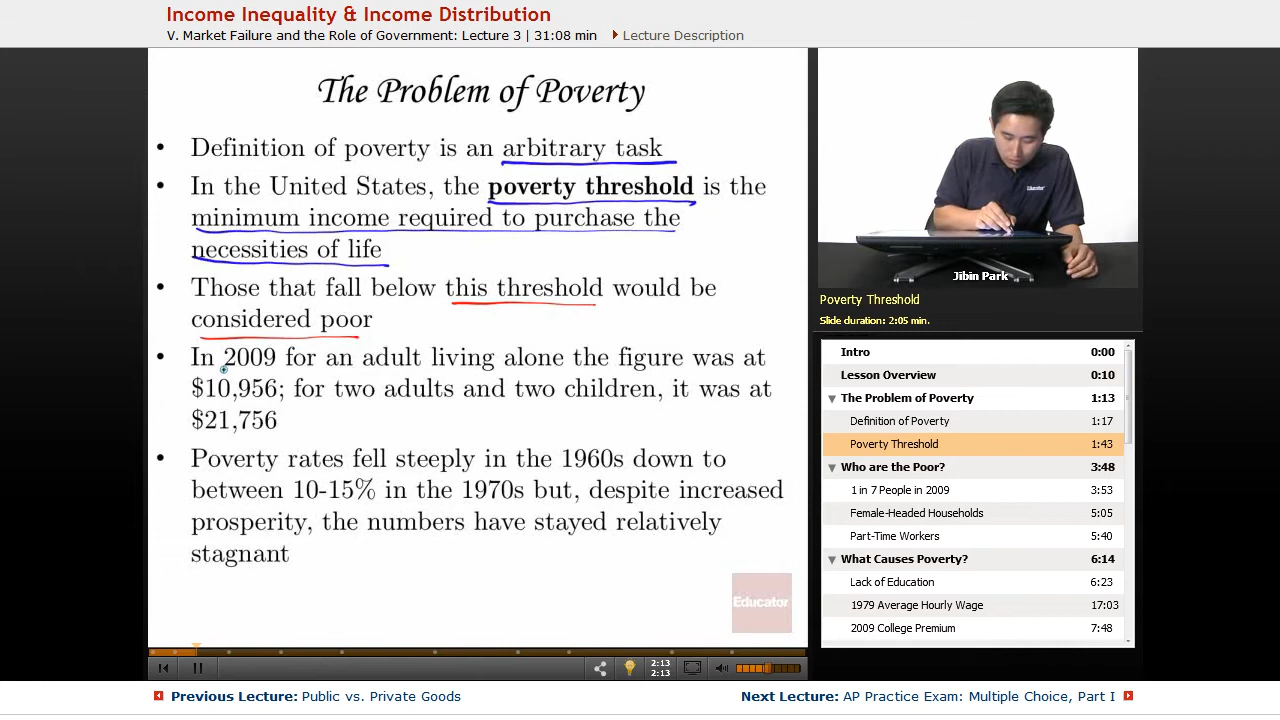 Income Inequality & Income Distribution
V. Market Failure and the Role of Government: Lecture 3 | 31:08 min
Lecture Description
The Problem of Poverty
• Definition of poverty is an arbitrary task
• In the United States, the poverty threshold is the
minimum income required to purchase the
necessities of life
• Those that fall below this threshold would be
considered poor
• In 2009 for an adult living alone the figure was at
$10,956; for two adults and two children, it was at
$21,756
• Poverty rates fell steeply in the 1960s down to
between 10-15% in the 1970s but, despite increased
prosperity, the numbers have stayed relatively
stagnant
Educator
Educator
Jibin Park
Poverty Threshold
Slide duration: 2:05 min.
Intro 0:00
Lesson Overview 0:10
The Problem of Poverty 1:13
Definition of Poverty 1:17
Poverty Threshold 1:43
Who are the Poor? 3:48
1 in 7 People in 2009 3:53
Female-Headed Households 5:05
Part-Time Workers 5:40
What Causes Poverty? 6:14
Lack of Education 6:23
1979 Average Hourly Wage 17:03
2009 College Premium 7:48
2:13
2:13
Previous Lecture: Public vs. Private Goods
Next Lecture: AP Practice Exam: Multiple Choice, Part I